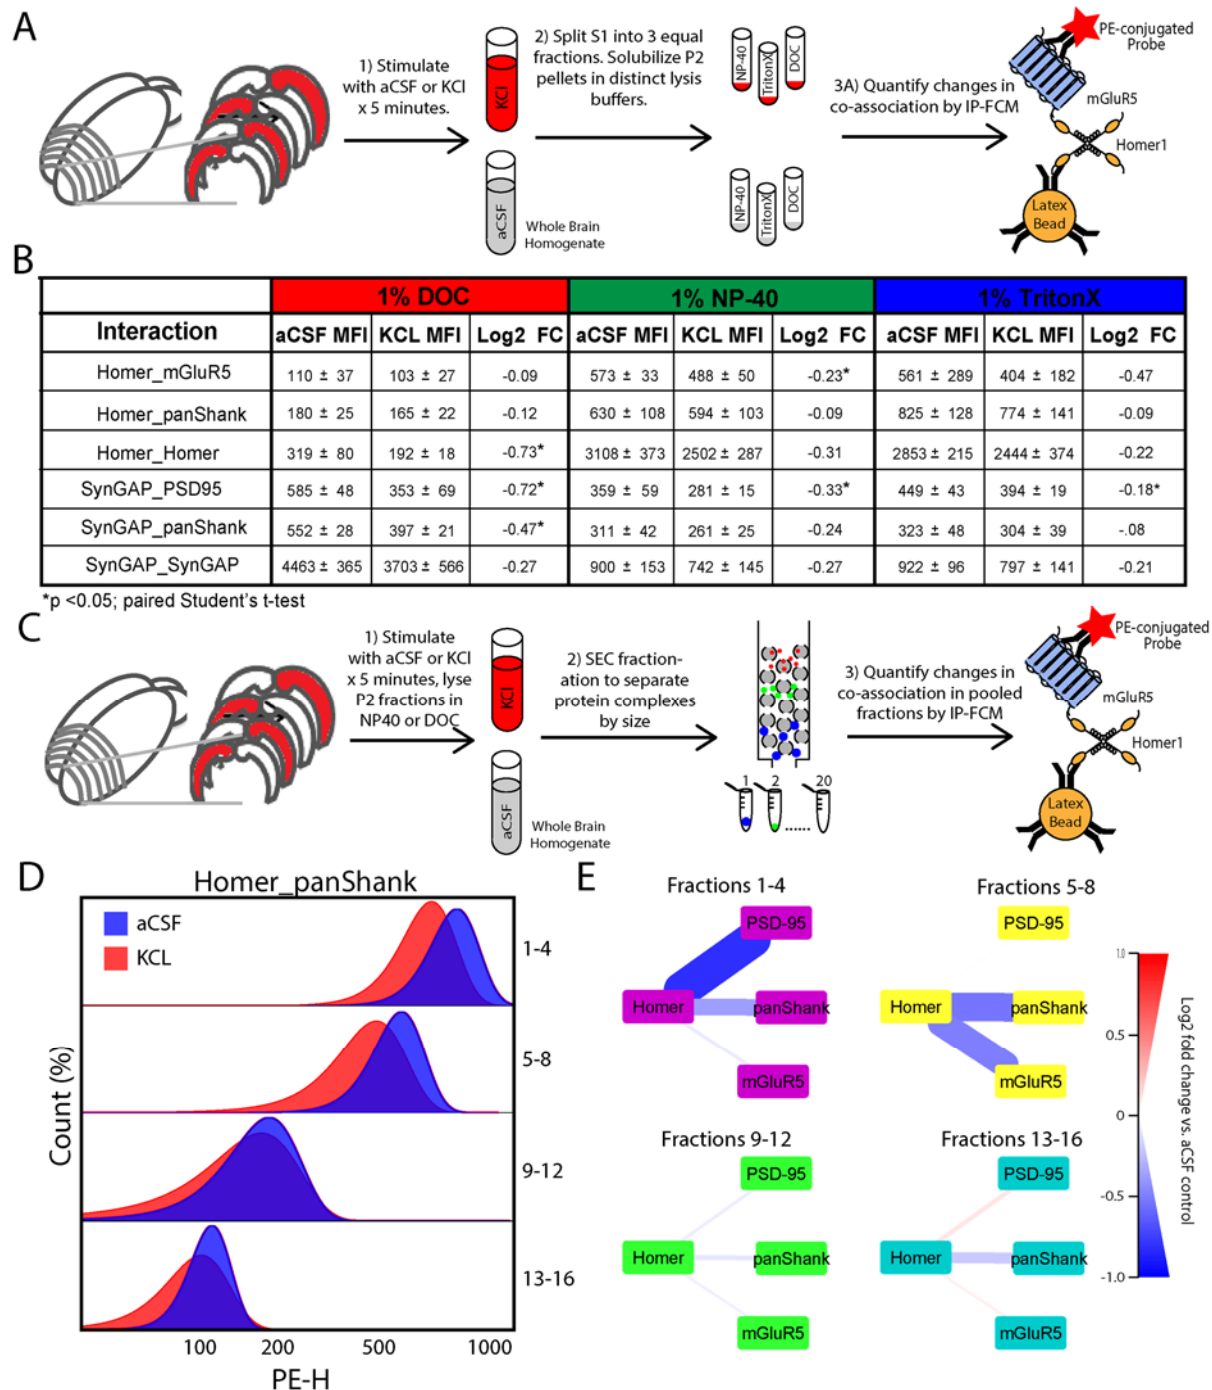 A
1) Stimulate
with aCSF or KCl
x 5 minutes.
KCl
aCSF
Whole Brain
Homogenate
2) Split S1 into 3 equal
fractions. Solubilize P2
pellets in distinct lysis
buffers.
NP-40
TritonX
DOC
NP-40
TritonX
DOC
3A) Quantify changes in
co-association by IP-FCM
PE-conjugated
Probe
mGluR5
Homer1
Latex
Bead
B
1% DOC 1% NP-40 1% TritonX
Interaction aCSF MFI KCL MFI Log2 FC aCSF MFI KCL MFI Log2 FC aCSF MFI KCL MFI Log2 FC
Homer_mGluR5 110 ± 37 103 ± 27 -0.09 573 ± 33 488 ± 50 -0.23* 561 ± 289 404 ± 182 -0.47
Homer_panShank 180 ± 25 165 ± 22 -0.12 630 ± 108 594 ± 103 -0.09 825 ± 128 774 ± 141 -0.09
Homer_Homer 319 ± 80 192 ± 18 -0.73* 3108 ± 373 2502 ± 287 -0.31 2853 ± 215 2444 ± 374 -0.22
SynGAP_PSD95 585 ± 48 353 ± 69 -0.72* 359 ± 59 281 ± 15 -0.33* 449 ± 43 394 ± 19 -0.18*
SynGAP_panShank 552 ± 28 397 ± 21 -0.47* 311 ± 42 261 ± 25 -0.24 323 ± 48 304 ± 39 -.08
SynGAP_SynGAP 4463 ± 365 3703 ± 566 -0.27 900 ± 153 742 ± 145 -0.27 922 ± 96 797 ± 141 -0.21
*p <0.05; paired Student's t-test
C
1) Stimulate
with aCSF or KCl
x 5 minutes, lyse
P2 fractions in
NP40 or DOC
KCl
aCSF
Whole Brain
Homogenate
2) SEC fraction-
ation to separate
protein complexes
by size
1 2 ...... 20
3) Quantify changes in
co-association in pooled
fractions by IP-FCM
PE-conjugated
Probe
mGluR5
Homer1
Latex
Bead
D
Homer_panShank
aCSF
KCL
1-4
5-8
9-12
13-16
Count (%)
100 200 500 1000
PE-H
E
Fractions 1-4
PSD-95
Homer
panShank
mGluR5
Fractions 5-8
PSD-95
Homer
panShank
mGluR5
Fractions 9-12
PSD-95
Homer
panShank
mGluR5
Fractions 13-16
PSD-95
Homer
panShank
mGluR5
1.0
0.5
0
-0.5
-1.0
Log2 fold change vs. aCSF control